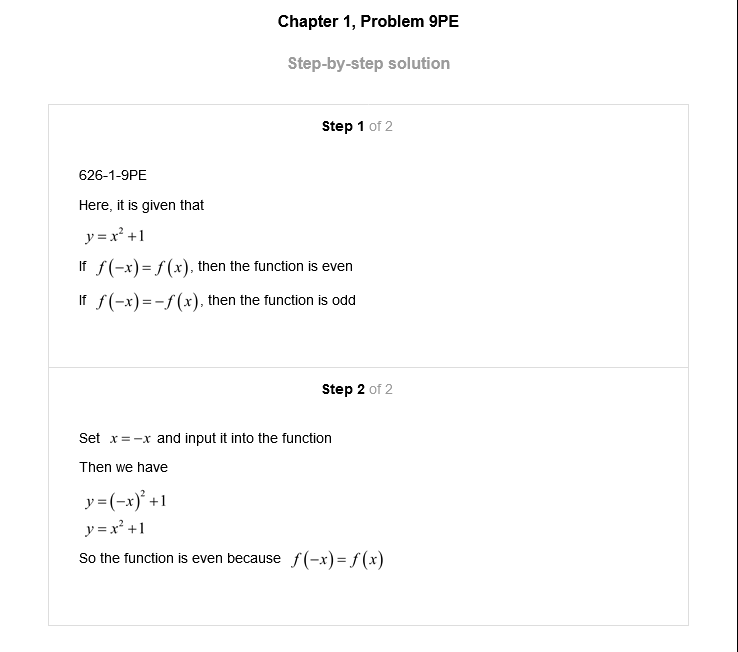 Chapter 1, Problem 9PE
Step-by-step solution
Step 1 of 2
626-1-9PE
Here, it is given that
y = x² +1
If f(−x) = f(x), then the function is even
If f(−x) = −f(x), then the function is odd
Step 2 of 2
Set x = −x and input it into the function
Then we have
y = (−x)² +1
y = x² +1
So the function is even because f(−x) = f(x)